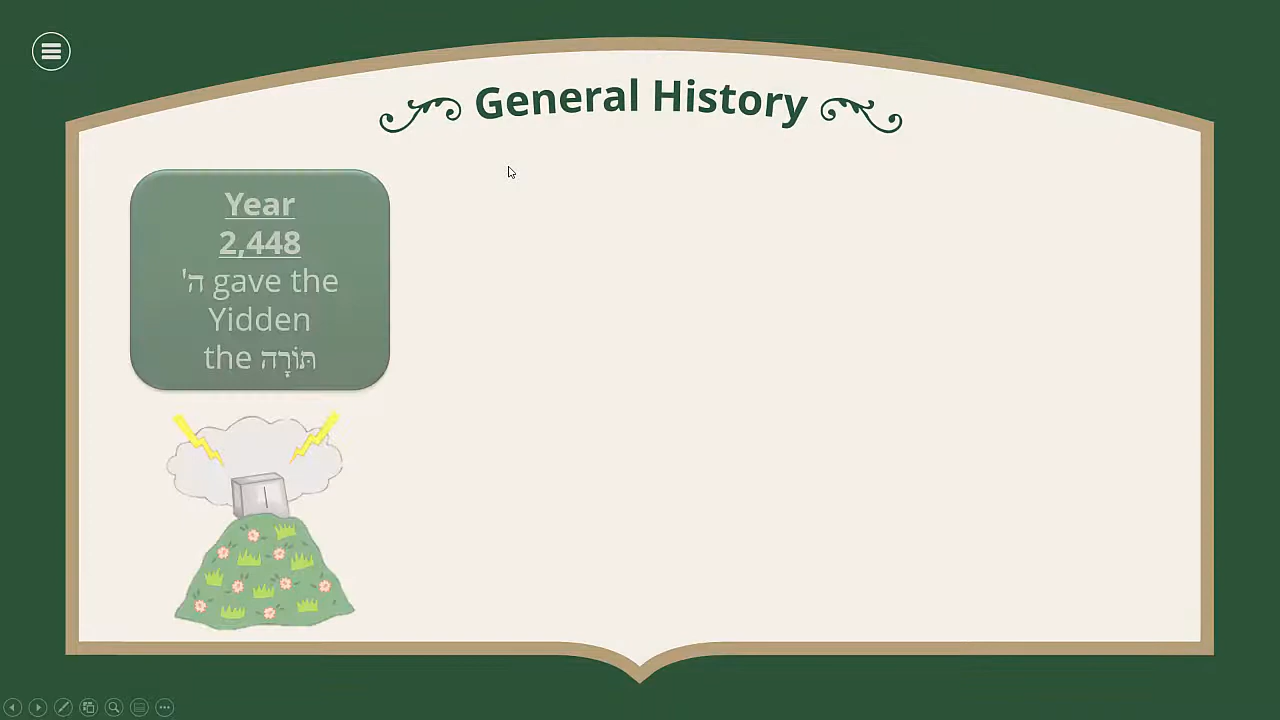 General History
Year
2,448
ה' gave the
Yidden
the תּוֹרָה